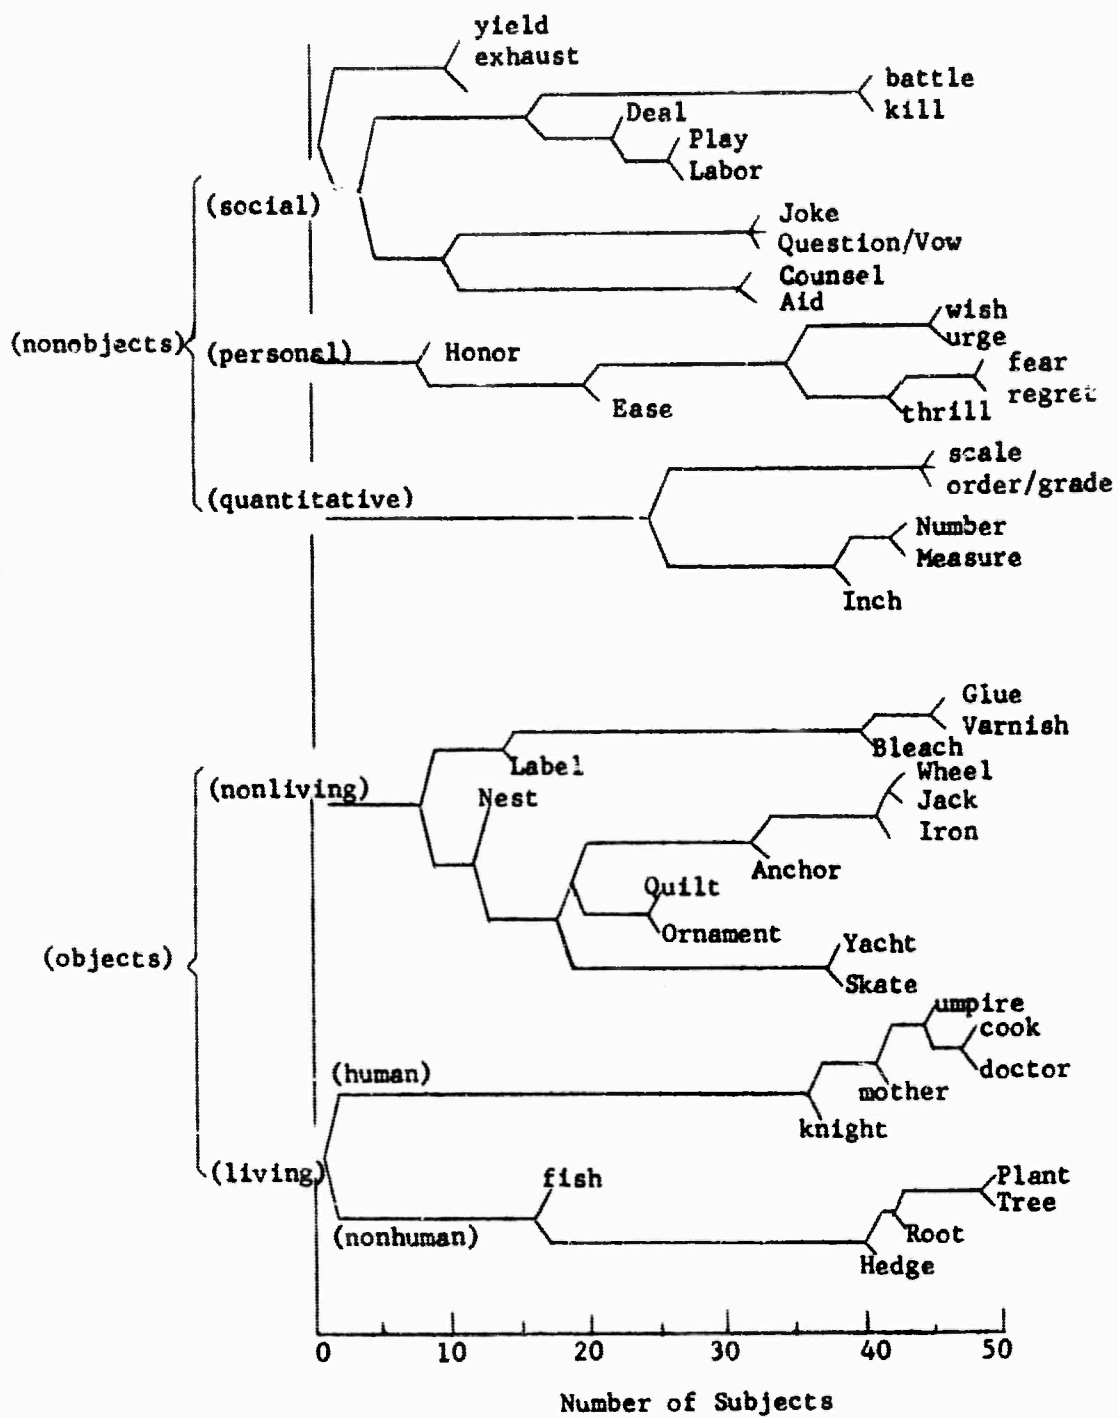 yield
exhaust
battle
kill
Deal
Play
Labor
(social)
Joke
Question/Vow
Counsel
Aid
(nonobjects)
(personal)
Honor
Ease
wish
urge
fear
regret
thrill
(quantitative)
scale
order/grade
Number
Measure
Inch
Glue
Varnish
Bleach
Label
(nonliving)
Nest
Wheel
Jack
Iron
Anchor
Quilt
Ornament
(objects)
Yacht
Skate
umpire
cook
doctor
(human)
mother
knight
(living)
fish
Plant
Tree
(nonhuman)
Root
Hedge
0 10 20 30 40 50
Number of Subjects